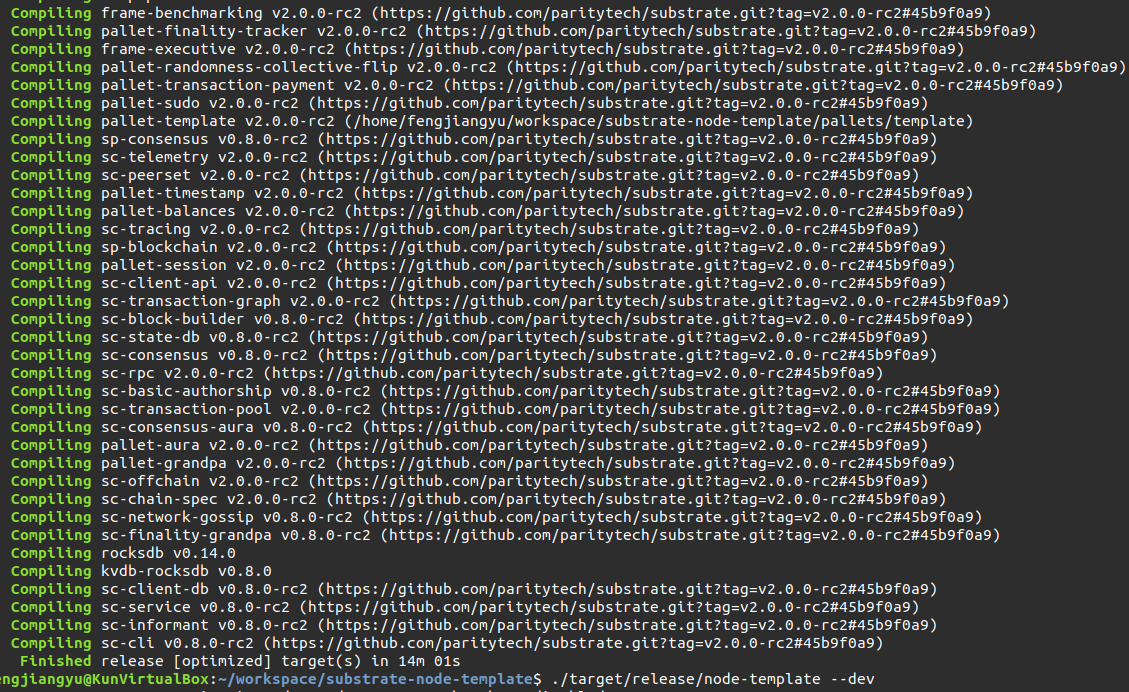 Compiling frame-benchmarking v2.0.0-rc2 (https://github.com/paritytech/substrate.git?tag=v2.0.0-rc2#45b9f0a9)
Compiling pallet-finality-tracker v2.0.0-rc2 (https://github.com/paritytech/substrate.git?tag=v2.0.0-rc2#45b9f0a9)
Compiling frame-executive v2.0.0-rc2 (https://github.com/paritytech/substrate.git?tag=v2.0.0-rc2#45b9f0a9)
Compiling pallet-randomness-collective-flip v2.0.0-rc2 (https://github.com/paritytech/substrate.git?tag=v2.0.0-rc2#45b9f0a9)
Compiling pallet-transaction-payment v2.0.0-rc2 (https://github.com/paritytech/substrate.git?tag=v2.0.0-rc2#45b9f0a9)
Compiling pallet-sudo v2.0.0-rc2 (https://github.com/paritytech/substrate.git?tag=v2.0.0-rc2#45b9f0a9)
Compiling pallet-template v2.0.0-rc2 (/home/fengjiangyu/workspace/substrate-node-template/pallets/template)
Compiling sp-consensus v0.8.0-rc2 (https://github.com/paritytech/substrate.git?tag=v2.0.0-rc2#45b9f0a9)
Compiling sc-telemetry v2.0.0-rc2 (https://github.com/paritytech/substrate.git?tag=v2.0.0-rc2#45b9f0a9)
Compiling sc-peerset v2.0.0-rc2 (https://github.com/paritytech/substrate.git?tag=v2.0.0-rc2#45b9f0a9)
Compiling pallet-timestamp v2.0.0-rc2 (https://github.com/paritytech/substrate.git?tag=v2.0.0-rc2#45b9f0a9)
Compiling pallet-balances v2.0.0-rc2 (https://github.com/paritytech/substrate.git?tag=v2.0.0-rc2#45b9f0a9)
Compiling sc-tracing v2.0.0-rc2 (https://github.com/paritytech/substrate.git?tag=v2.0.0-rc2#45b9f0a9)
Compiling sp-blockchain v2.0.0-rc2 (https://github.com/paritytech/substrate.git?tag=v2.0.0-rc2#45b9f0a9)
Compiling pallet-session v2.0.0-rc2 (https://github.com/paritytech/substrate.git?tag=v2.0.0-rc2#45b9f0a9)
Compiling sc-client-api v2.0.0-rc2 (https://github.com/paritytech/substrate.git?tag=v2.0.0-rc2#45b9f0a9)
Compiling sc-transaction-graph v2.0.0-rc2 (https://github.com/paritytech/substrate.git?tag=v2.0.0-rc2#45b9f0a9)
Compiling sc-block-builder v0.8.0-rc2 (https://github.com/paritytech/substrate.git?tag=v2.0.0-rc2#45b9f0a9)
Compiling sc-state-db v0.8.0-rc2 (https://github.com/paritytech/substrate.git?tag=v2.0.0-rc2#45b9f0a9)
Compiling sc-consensus v0.8.0-rc2 (https://github.com/paritytech/substrate.git?tag=v2.0.0-rc2#45b9f0a9)
Compiling sc-rpc v2.0.0-rc2 (https://github.com/paritytech/substrate.git?tag=v2.0.0-rc2#45b9f0a9)
Compiling sc-basic-authorship v0.8.0-rc2 (https://github.com/paritytech/substrate.git?tag=v2.0.0-rc2#45b9f0a9)
Compiling sc-transaction-pool v2.0.0-rc2 (https://github.com/paritytech/substrate.git?tag=v2.0.0-rc2#45b9f0a9)
Compiling sc-consensus-aura v0.8.0-rc2 (https://github.com/paritytech/substrate.git?tag=v2.0.0-rc2#45b9f0a9)
Compiling pallet-aura v2.0.0-rc2 (https://github.com/paritytech/substrate.git?tag=v2.0.0-rc2#45b9f0a9)
Compiling pallet-grandpa v2.0.0-rc2 (https://github.com/paritytech/substrate.git?tag=v2.0.0-rc2#45b9f0a9)
Compiling sc-offchain v2.0.0-rc2 (https://github.com/paritytech/substrate.git?tag=v2.0.0-rc2#45b9f0a9)
Compiling sc-chain-spec v2.0.0-rc2 (https://github.com/paritytech/substrate.git?tag=v2.0.0-rc2#45b9f0a9)
Compiling sc-network-gossip v0.8.0-rc2 (https://github.com/paritytech/substrate.git?tag=v2.0.0-rc2#45b9f0a9)
Compiling sc-finality-grandpa v0.8.0-rc2 (https://github.com/paritytech/substrate.git?tag=v2.0.0-rc2#45b9f0a9)
Compiling rocksdb v0.14.0
Compiling kvdb-rocksdb v0.8.0
Compiling sc-client-db v0.8.0-rc2 (https://github.com/paritytech/substrate.git?tag=v2.0.0-rc2#45b9f0a9)
Compiling sc-service v0.8.0-rc2 (https://github.com/paritytech/substrate.git?tag=v2.0.0-rc2#45b9f0a9)
Compiling sc-informant v0.8.0-rc2 (https://github.com/paritytech/substrate.git?tag=v2.0.0-rc2#45b9f0a9)
Compiling sc-cli v0.8.0-rc2 (https://github.com/paritytech/substrate.git?tag=v2.0.0-rc2#45b9f0a9)
Finished release [optimized] target(s) in 14m 01s
engjiangyu@KunVirtualBox:~/workspace/substrate-node-template$ ./target/release/node-template --dev